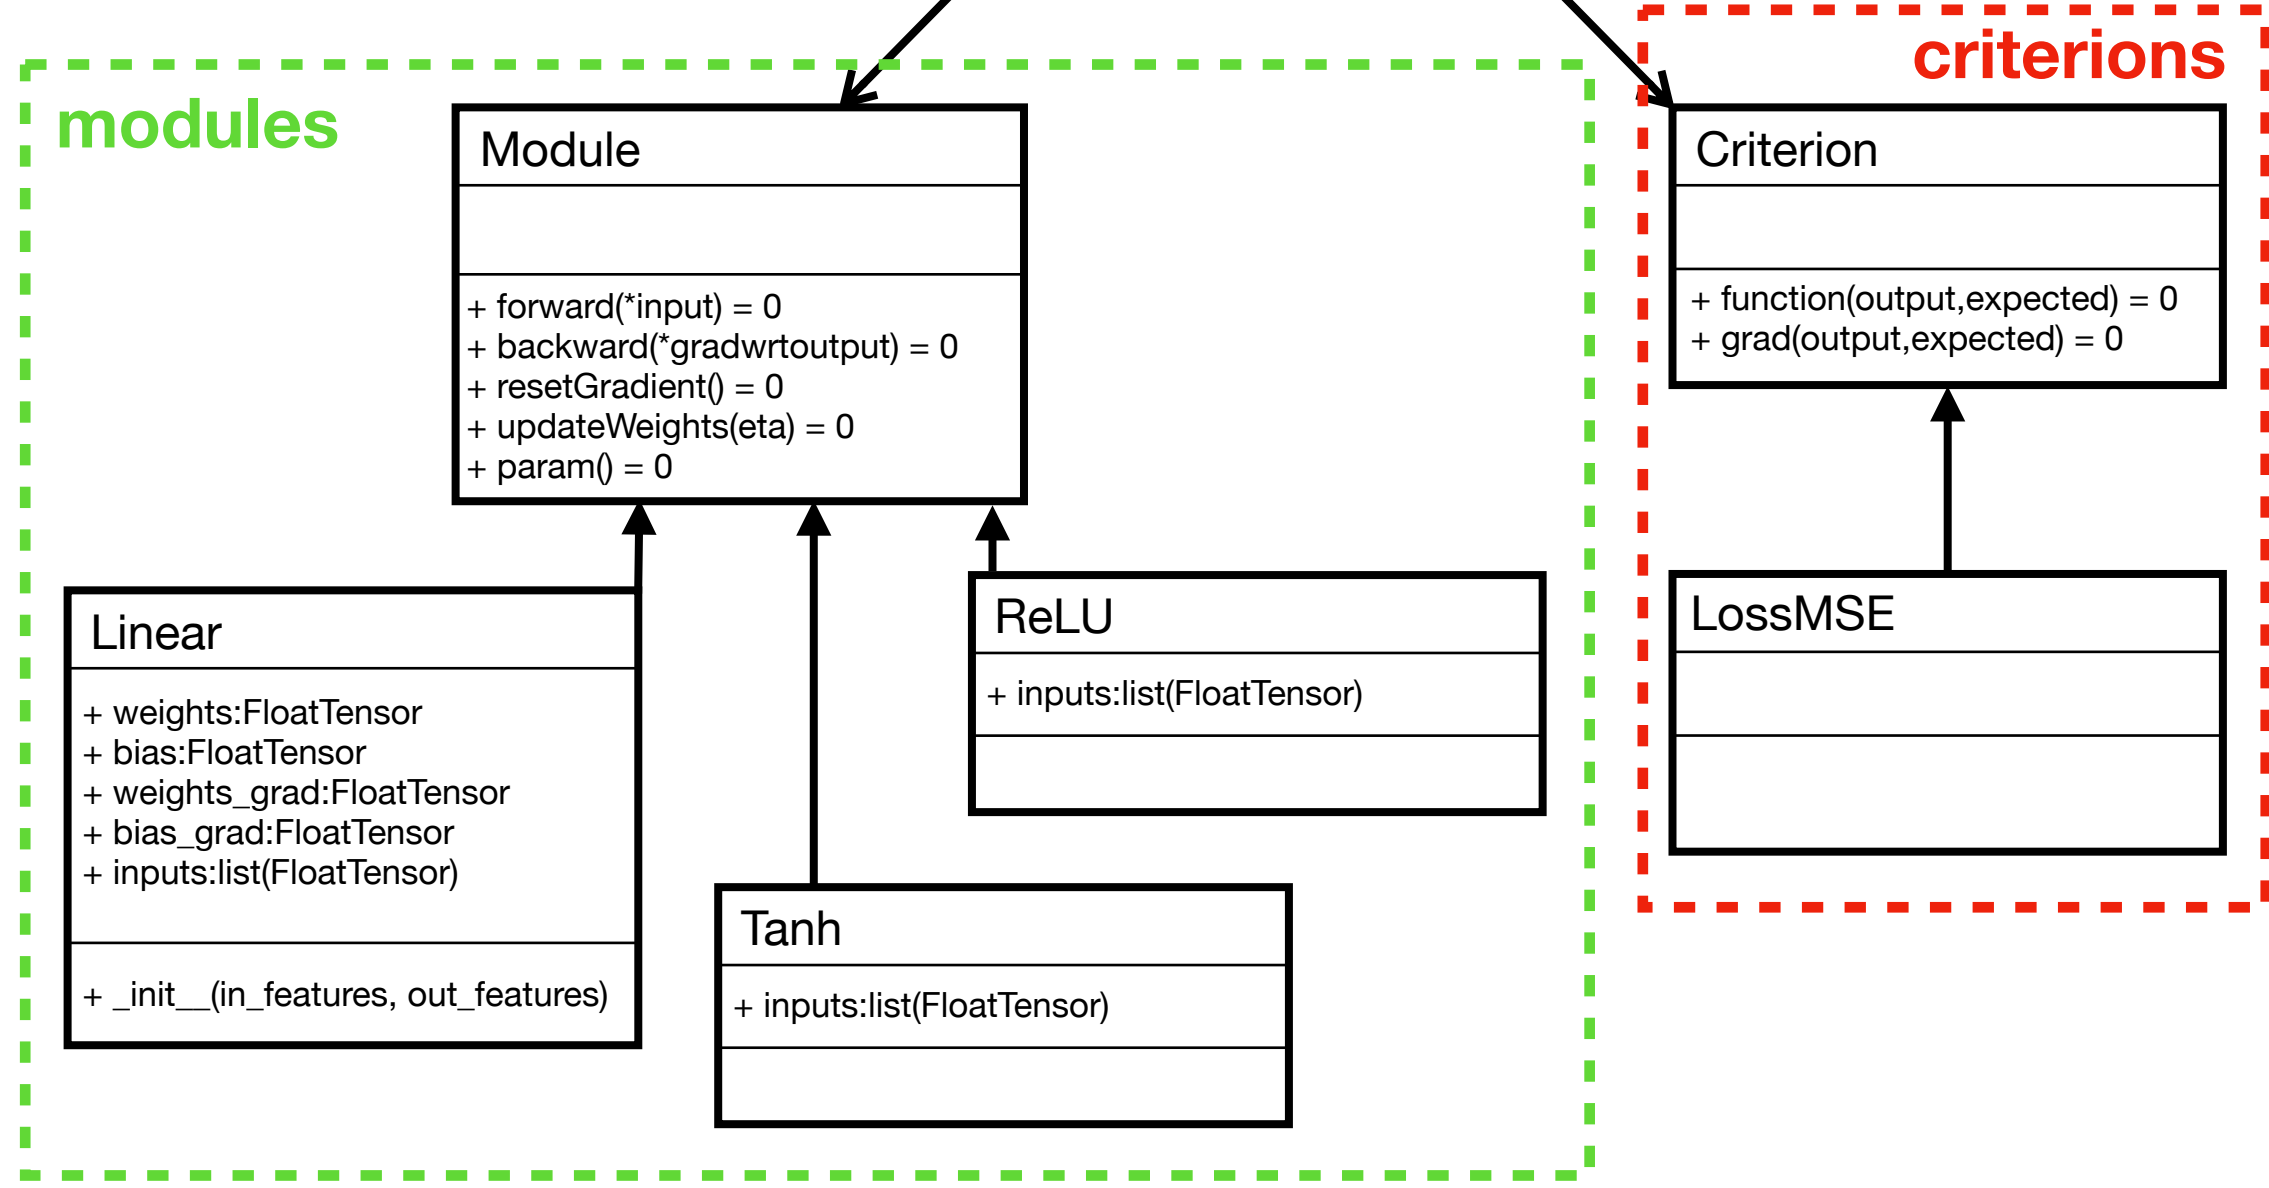 modules
Module
+ forward(*input) = 0
+ backward(*gradwrtoutput) = 0
+ resetGradient() = 0
+ updateWeights(eta) = 0
+ param() = 0
Linear
+ weights:FloatTensor
+ bias:FloatTensor
+ weights_grad:FloatTensor
+ bias_grad:FloatTensor
+ inputs:list(FloatTensor)
+ _init__(in_features, out_features)
Tanh
+ inputs:list(FloatTensor)
ReLU
+ inputs:list(FloatTensor)
criterions
Criterion
+ function(output,expected) = 0
+ grad(output,expected) = 0
LossMSE